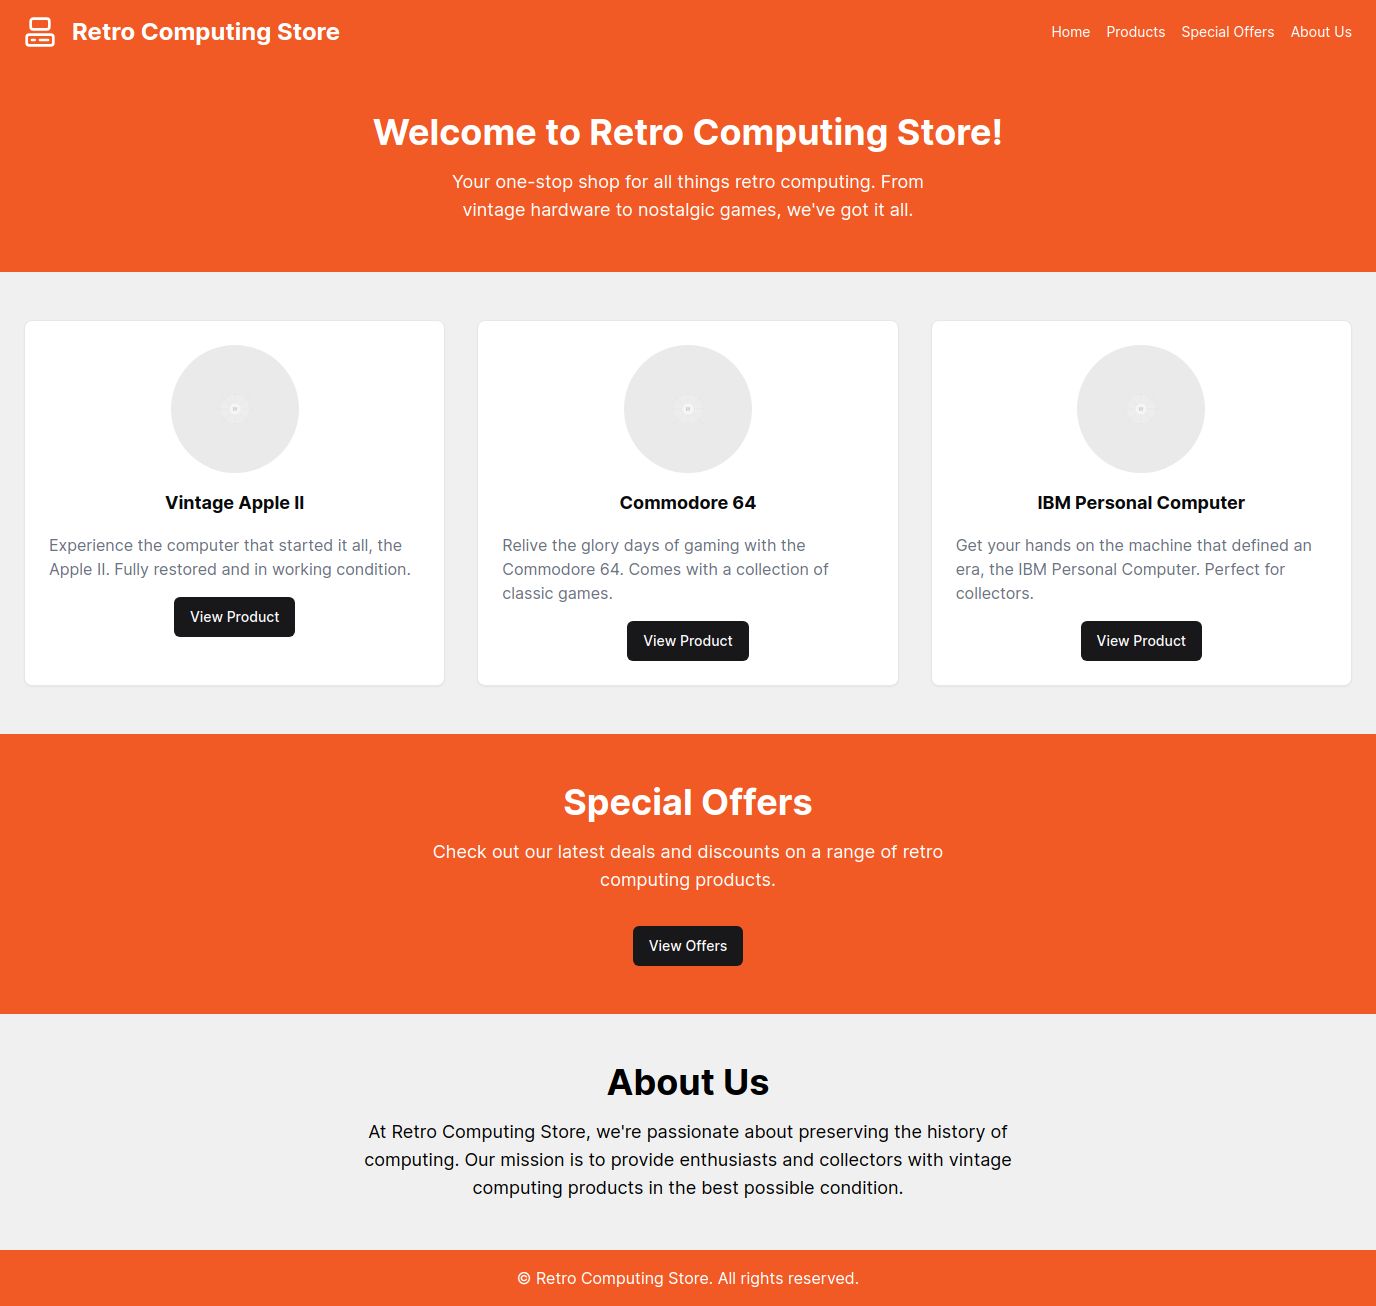 Retro Computing Store
Home Products Special Offers About Us
Welcome to Retro Computing Store!
Your one-stop shop for all things retro computing. From
vintage hardware to nostalgic games, we've got it all.
Vintage Apple II
Experience the computer that started it all, the
Apple II. Fully restored and in working condition.
View Product
Commodore 64
Relive the glory days of gaming with the
Commodore 64. Comes with a collection of
classic games.
View Product
IBM Personal Computer
Get your hands on the machine that defined an
era, the IBM Personal Computer. Perfect for
collectors.
View Product
Special Offers
Check out our latest deals and discounts on a range of retro
computing products.
View Offers
About Us
At Retro Computing Store, we're passionate about preserving the history of
computing. Our mission is to provide enthusiasts and collectors with vintage
computing products in the best possible condition.
© Retro Computing Store. All rights reserved.